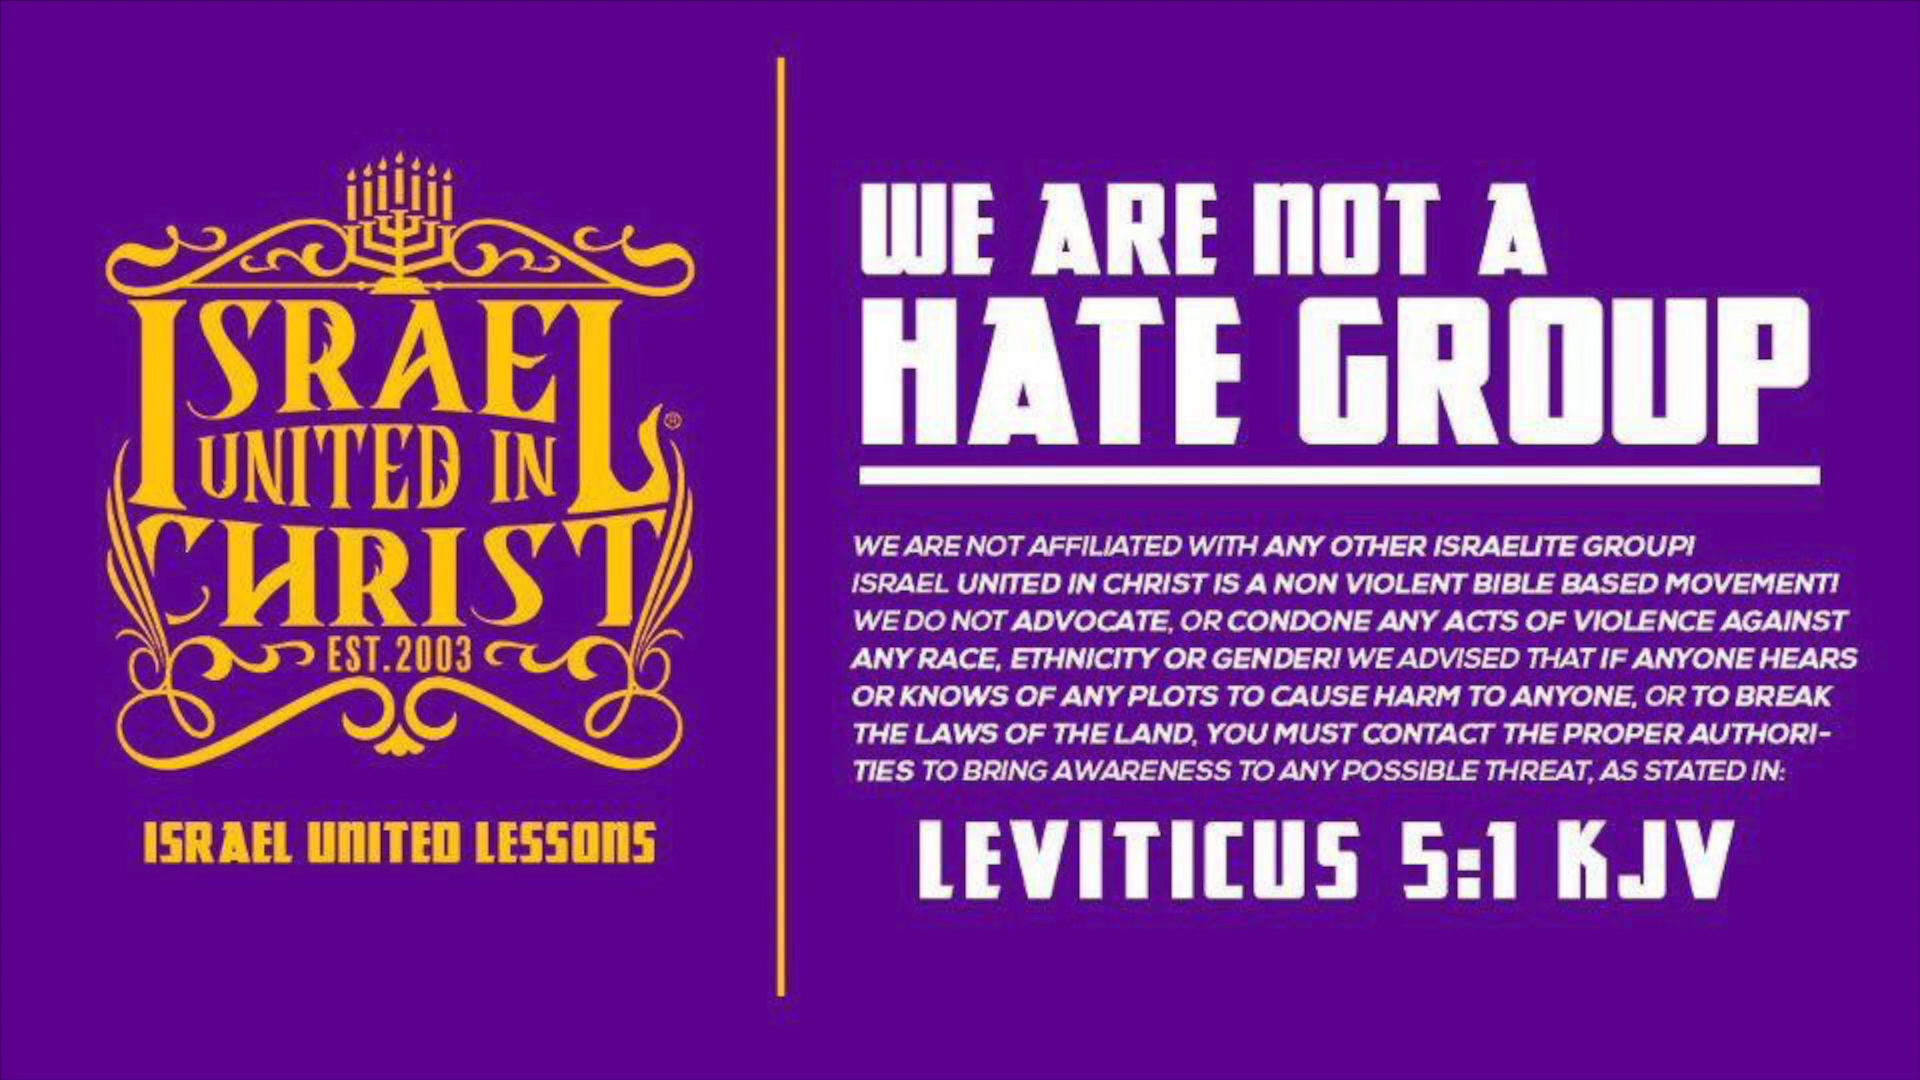 ISRAEL
UNITED IN
CHRIST
®
EST.2003
ISRAEL UNITED LESSONS
WE ARE NOT A
HATE GROUP
WE ARE NOT AFFILIATED WITH ANY OTHER ISRAELITE GROUP!
ISRAEL UNITED IN CHRIST IS A NON VIOLENT BIBLE BASED MOVEMENT!
WE DO NOT ADVOCATE, OR CONDONE ANY ACTS OF VIOLENCE AGAINST
ANY RACE, ETHNICITY OR GENDER! WE ADVISED THAT IF ANYONE HEARS
OR KNOWS OF ANY PLOTS TO CAUSE HARM TO ANYONE, OR TO BREAK
THE LAWS OF THE LAND, YOU MUST CONTACT THE PROPER AUTHORI-
TIES TO BRING AWARENESS TO ANY POSSIBLE THREAT, AS STATED IN:
LEVITICUS 5:1 KJV